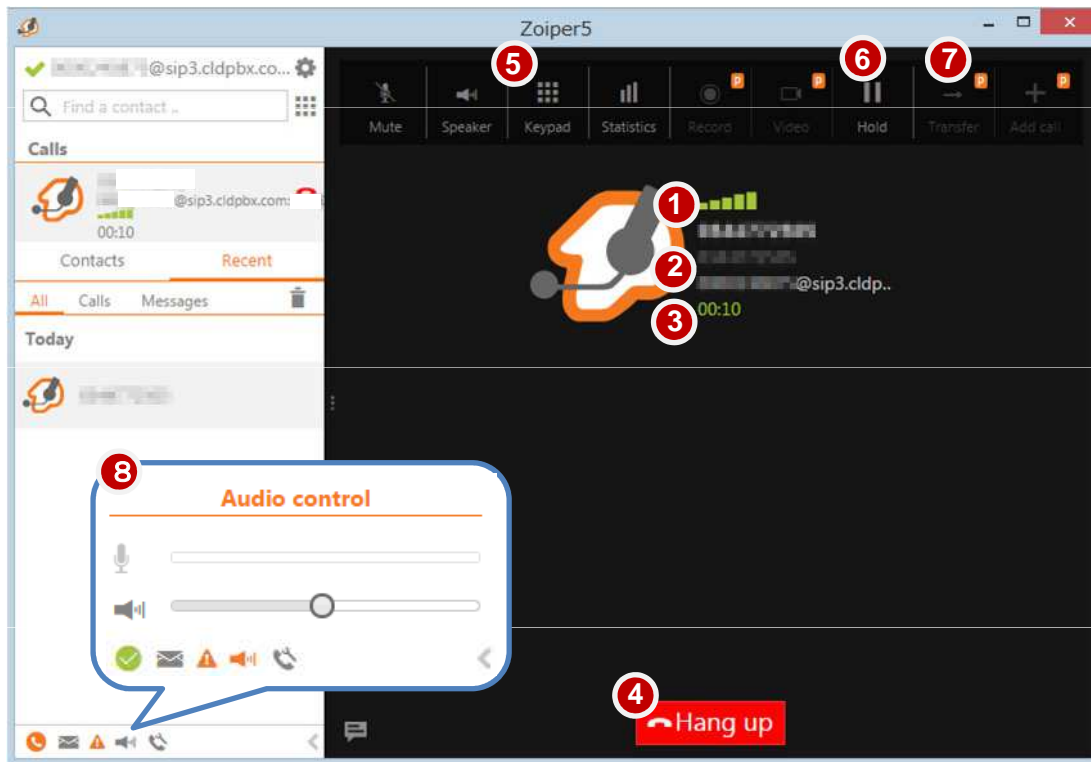 Zoiper5
@sip3.cldpbx.co...
Find a contact ..
Calls
@sip3.cldpbx.com:
00:10
Contacts Recent
All Calls Messages
Today
5 6 7
P P P P
Mute Speaker Keypad Statistics Record Video Hold Transfer Add call
1
2
@sip3.cldp..
3 00:10
8
Audio control
4
Hang up